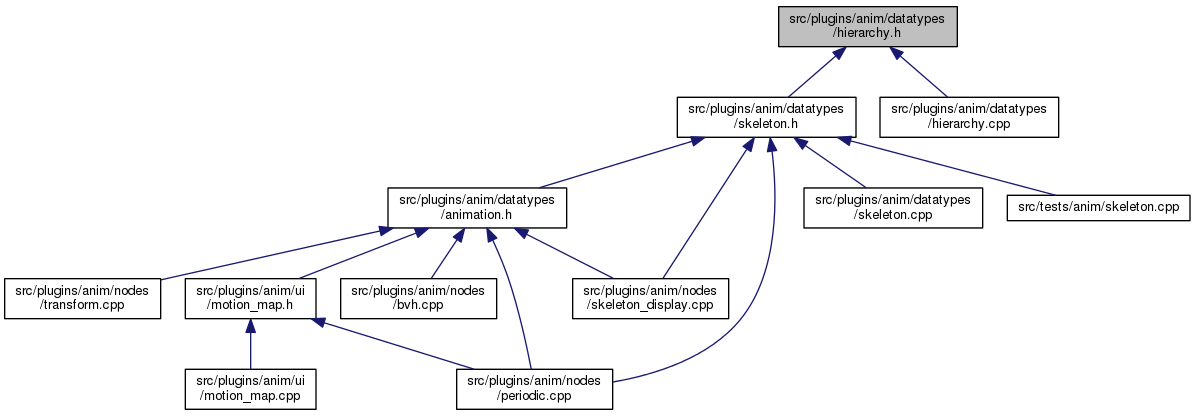 src/plugins/anim/datatypes
/hierarchy.h
src/plugins/anim/datatypes
/skeleton.h
src/plugins/anim/datatypes
/hierarchy.cpp
src/plugins/anim/datatypes
/animation.h
src/plugins/anim/datatypes
/skeleton.cpp
src/tests/anim/skeleton.cpp
src/plugins/anim/nodes
/transform.cpp
src/plugins/anim/ui
/motion_map.h
src/plugins/anim/nodes
/bvh.cpp
src/plugins/anim/nodes
/skeleton_display.cpp
src/plugins/anim/ui
/motion_map.cpp
src/plugins/anim/nodes
/periodic.cpp